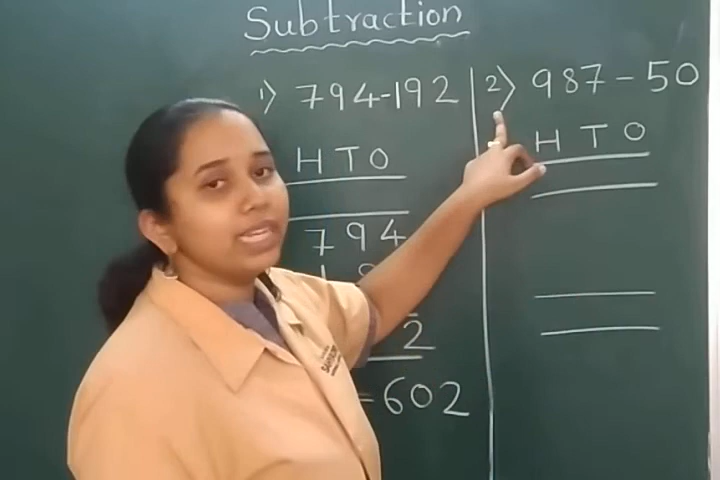 Subtraction
1) 794-192
H T O
794
2
=602
2) 987-50
H T O